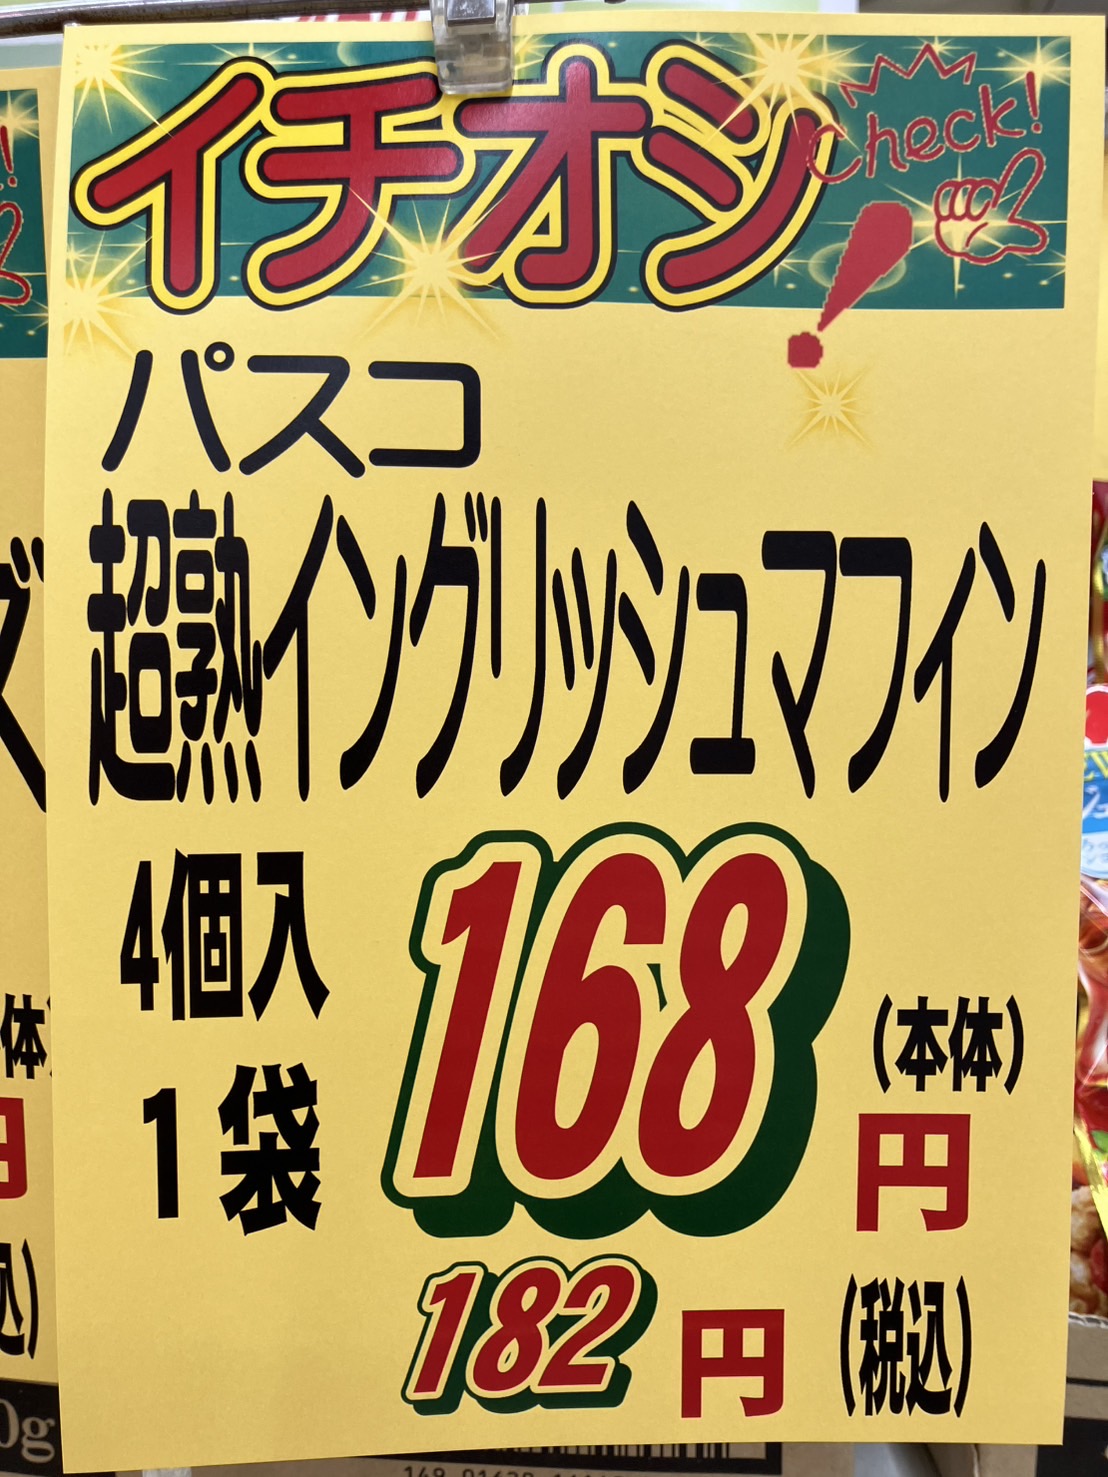 イチオシ
Check!
パスコ
超熟イングリッシュマフィン
4個入
1袋
168
(本体)
円
182円(税込)